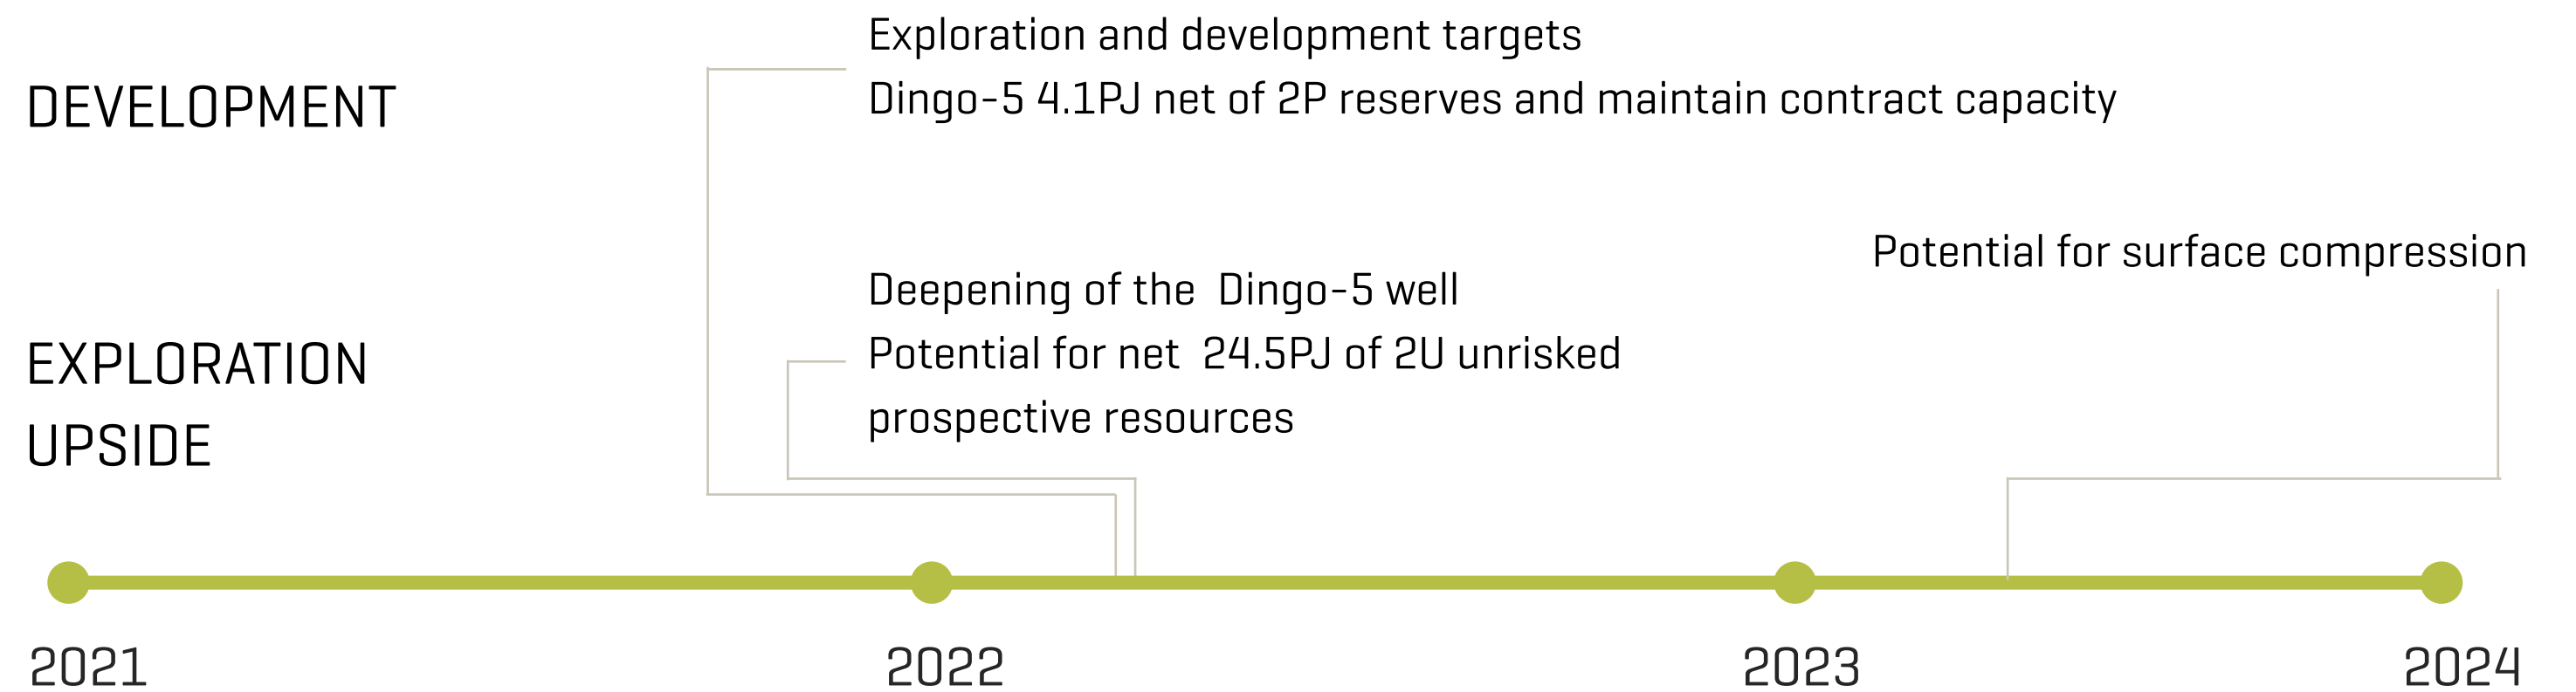 DEVELOPMENT
Exploration and development targets
Dingo-5 4.1PJ net of 2P reserves and maintain contract capacity
EXPLORATION
UPSIDE
Deepening of the Dingo-5 well
Potential for net 24.5PJ of 2U unrisked
prospective resources
Potential for surface compression
2021
2022
2023
2024